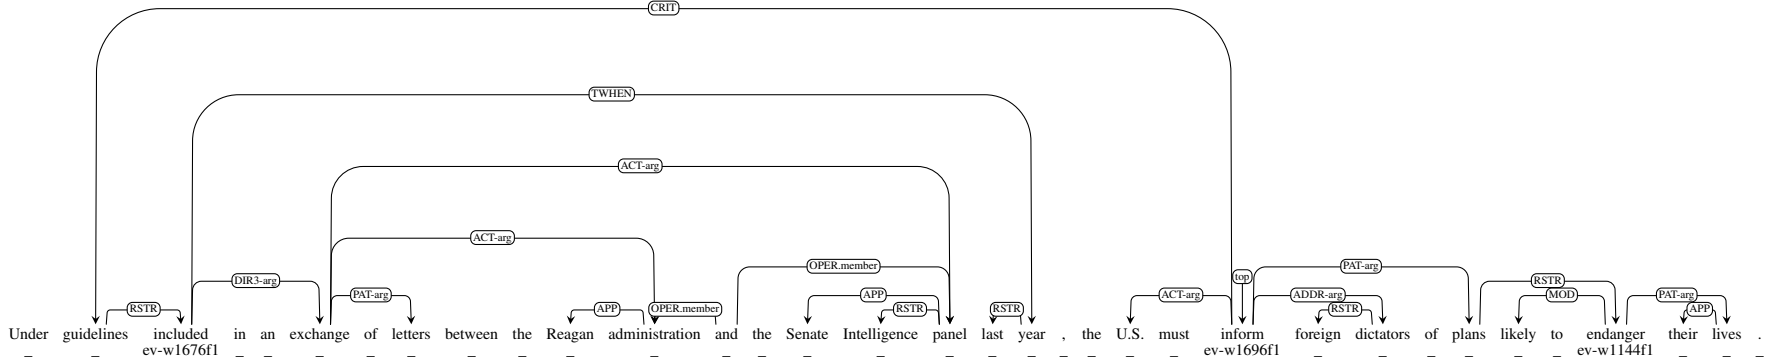 CRIT
TWHEN
ACT-arg
ACT-arg
OPER.member
top
PAT-arg
DIR3-arg
RSTR
PAT-arg
APP
ACT-arg
ADDR-arg
MOD
PAT-arg
RSTR
APP
OPER.member
RSTR
RSTR
RSTR
APP
Under guidelines included in an exchange of letters between the Reagan administration and the Senate Intelligence panel last year , the U.S. must inform foreign dictators of plans likely to endanger their lives .
_ _ ev-w1676f1 _ _ _ _ _ _ _ _ _ _ _ _ _ _ _ _ _ _ _ _ ev-w1696f1 _ _ _ _ _ _ ev-w1144f1 _ _ _